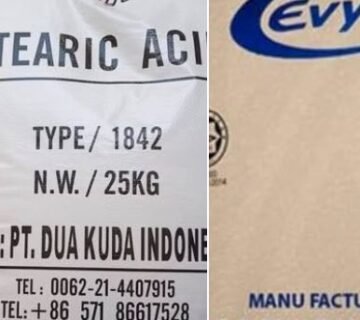 TEARIC ACI
TYPE/ 1842
N.W. / 25KG
: PT. DUA KUDA INDONE
TEL : 0062-21-4407915
TEL:+86 571 86617528
Evy
MANU FACTU